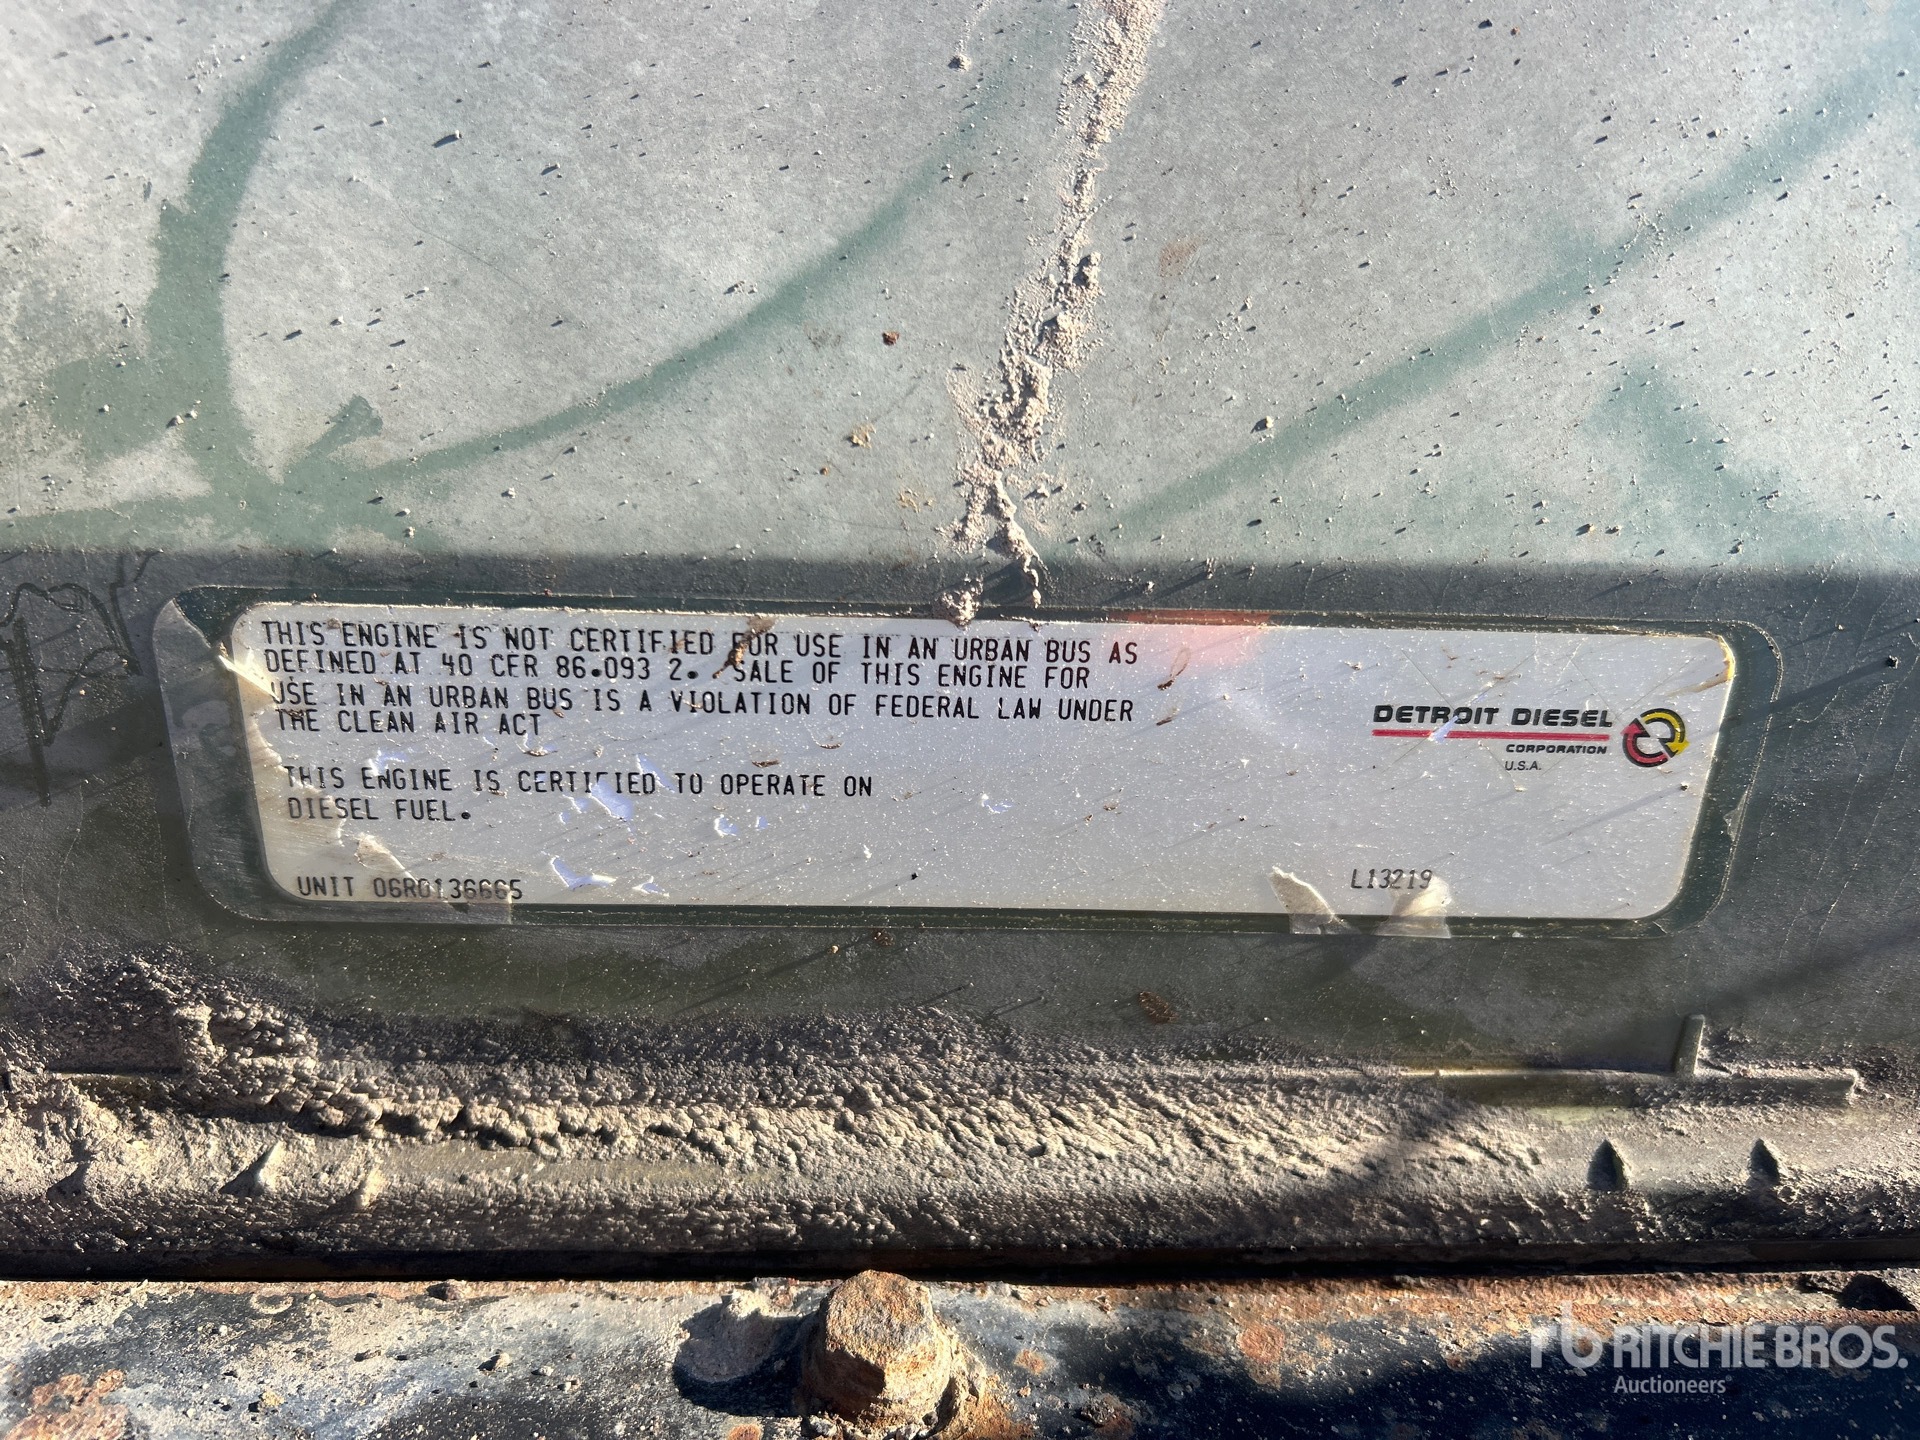 THIS ENGINE IS NOT CERTIFIED FOR USE IN AN URBAN BUS AS
DEFINED AT 40 CFR 86.093 2. SALE OF THIS ENGINE FOR
USE IN AN URBAN BUS IS A VIOLATION OF FEDERAL LAW UNDER
THE CLEAN AIR ACT
THIS ENGINE IS CERTIFIED TO OPERATE ON
DIESEL FUEL.
DETROIT DIESEL
CORPORATION
U.S.A.
UNIT 06R0136665
L13219
rb RITCHIE BROS.
Auctioneers